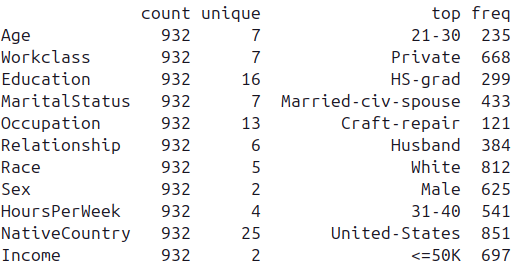 count unique top freq
Age 932 7 21-30 235
Workclass 932 7 Private 668
Education 932 16 HS-grad 299
MaritalStatus 932 7 Married-civ-spouse 433
Occupation 932 13 Craft-repair 121
Relationship 932 6 Husband 384
Race 932 5 White 812
Sex 932 2 Male 625
HoursPerWeek 932 4 31-40 541
NativeCountry 932 25 United-States 851
Income 932 2 <=50K 697